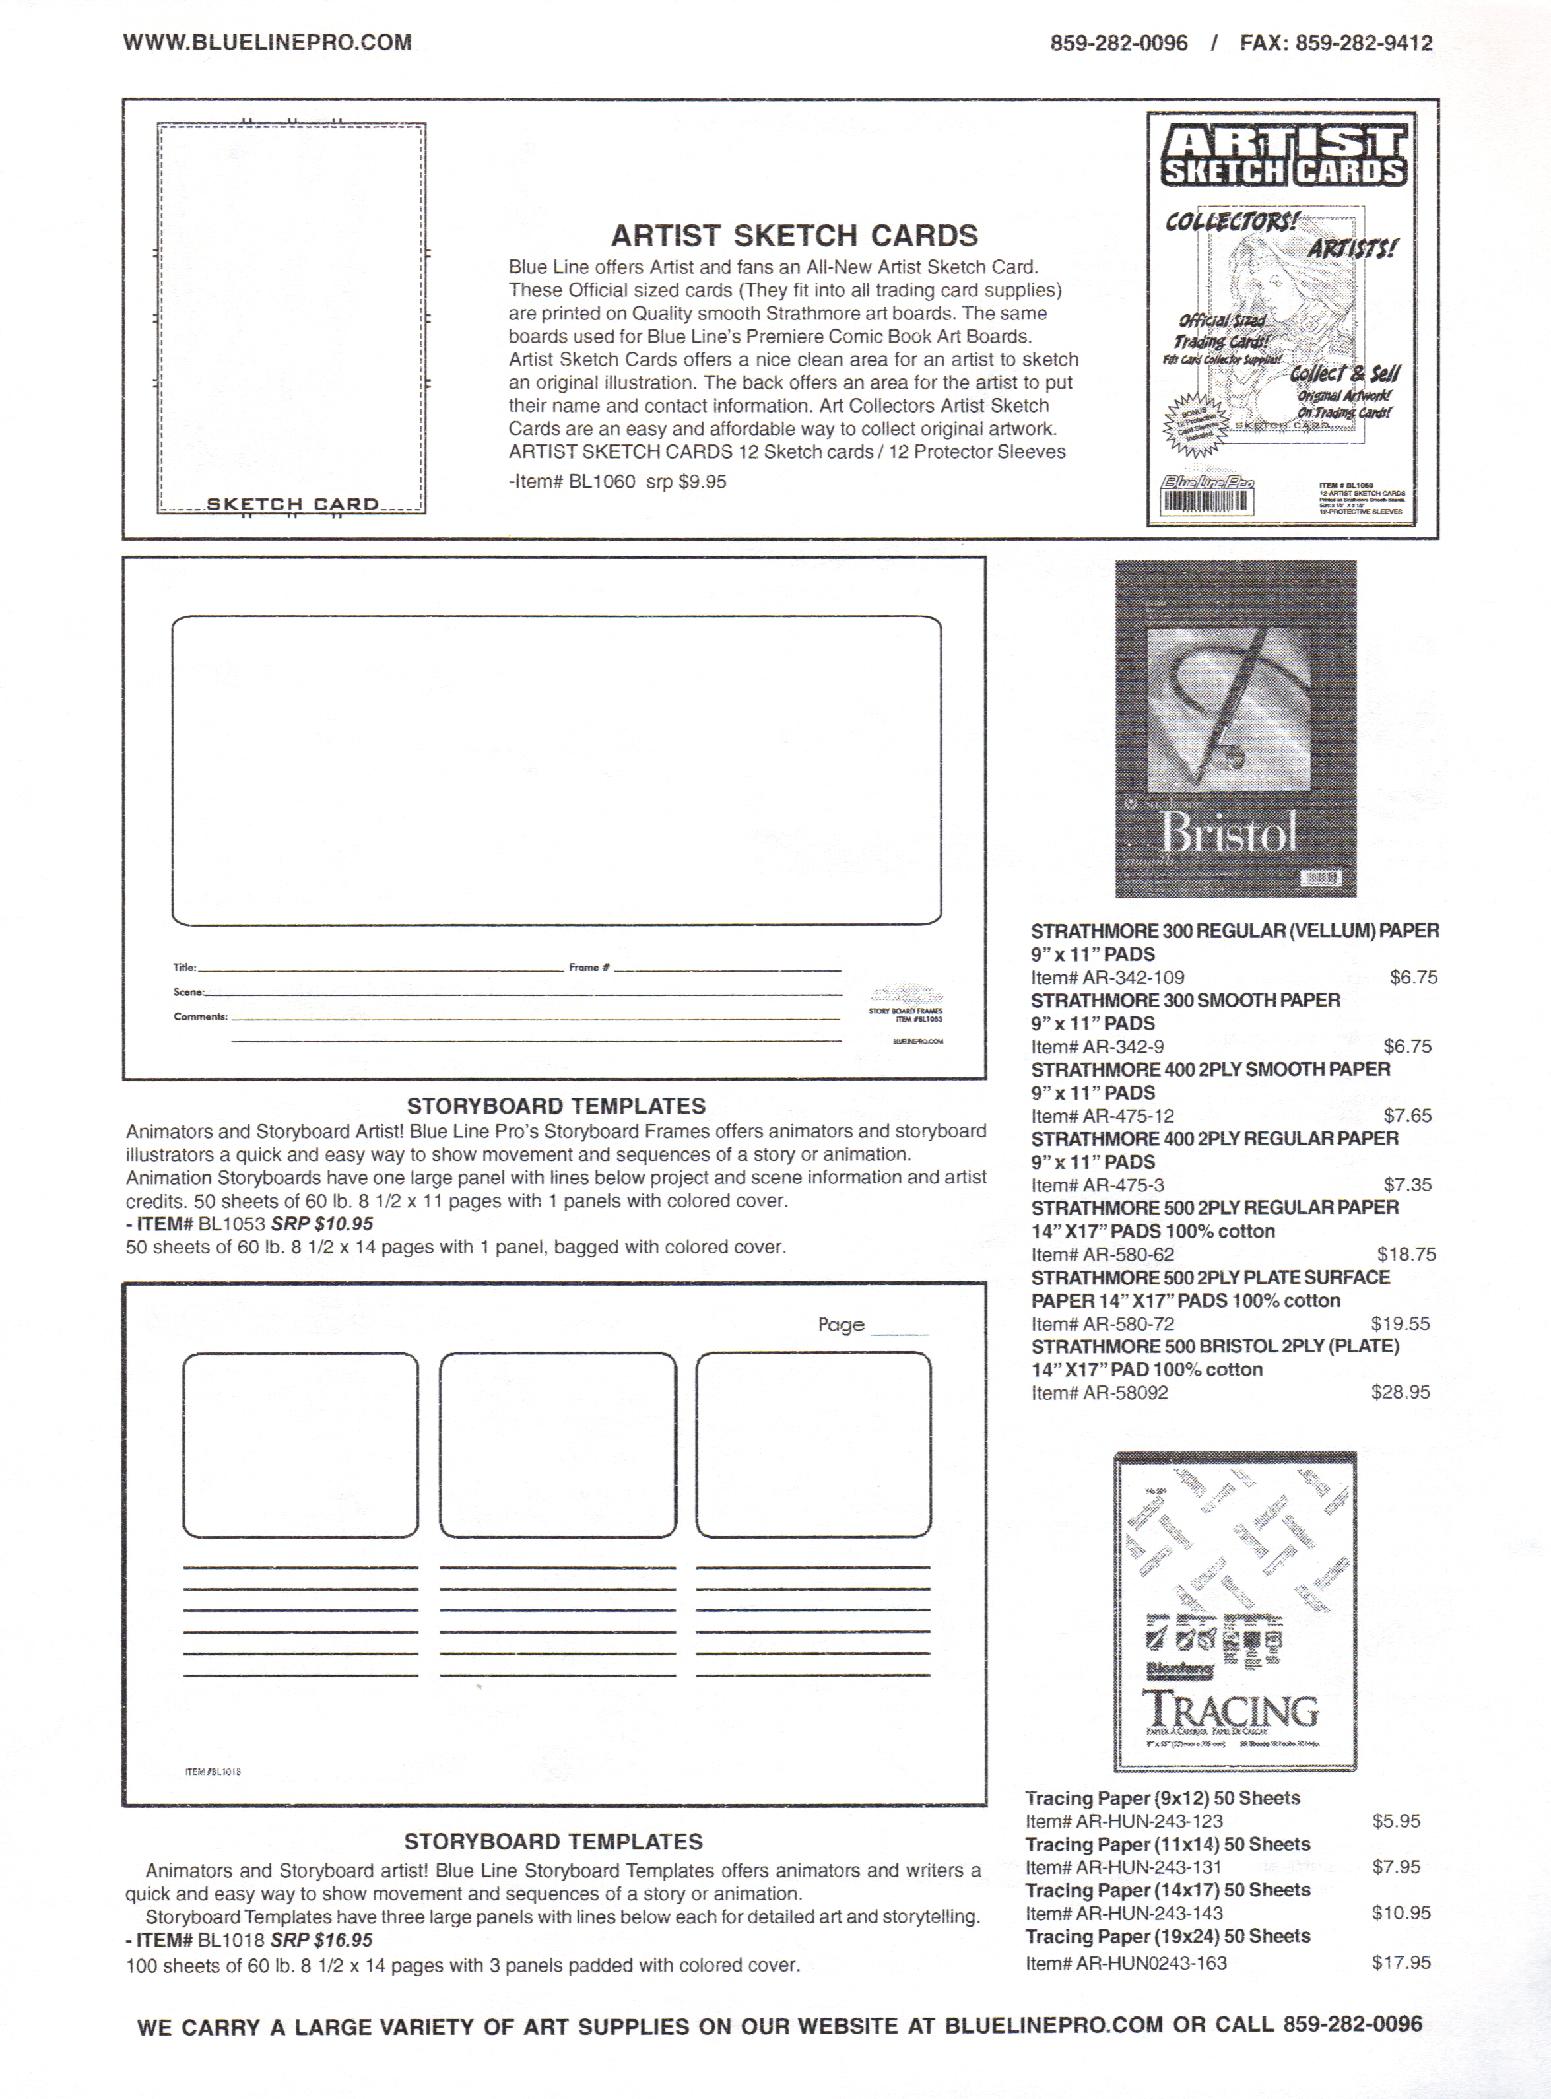 WWW.BLUELINEPRO.COM
859-282-0096 / FAX: 859-282-9412
SKETCH CARD
ARTIST SKETCH CARDS
Blue Line offers Artist and fans an All-New Artist Sketch Card.
These Official sized cards (They fit into all trading card supplies)
are printed on Quality smooth Strathmore art boards. The same
boards used for Blue Line's Premiere Comic Book Art Boards.
Artist Sketch Cards offers a nice clean area for an artist to sketch
an original illustration. The back offers an area for the artist to put
their name and contact information. Art Collectors Artist Sketch
Cards are an easy and affordable way to collect original artwork.
ARTIST SKETCH CARDS 12 Sketch cards / 12 Protector Sleeves
-Item# BL1060 srp $9.95
ARTIST
SKETCH CARDS
COLLECTORS!
ARTISTS!
Official Sized
Trading Cards!
Fits Card Collector Supplies!
Collect & Sell
Original Artwork!
On Trading Cards!
BONUS
SKETCH CARD
Blue Line Pro
ITEM # BL1060
12-ARTIST SKETCH CARDS
12-PROTECTIVE SLEEVES
Title:
Frame #
Scene:
Comments:
STORY BOARD FRAMES
ITEM #BL1053
BLUELINEPRO.COM
STORYBOARD TEMPLATES
Animators and Storyboard Artist! Blue Line Pro's Storyboard Frames offers animators and storyboard
illustrators a quick and easy way to show movement and sequences of a story or animation.
Animation Storyboards have one large panel with lines below project and scene information and artist
credits. 50 sheets of 60 lb. 8 1/2 x 11 pages with 1 panels with colored cover.
- ITEM# BL1053 SRP $10.95
50 sheets of 60 lb. 8 1/2 x 14 pages with 1 panel, bagged with colored cover.
Page
ITEM #BL1018
STORYBOARD TEMPLATES
Animators and Storyboard artist! Blue Line Storyboard Templates offers animators and writers a
quick and easy way to show movement and sequences of a story or animation.
Storyboard Templates have three large panels with lines below each for detailed art and storytelling.
- ITEM# BL1018 SRP $16.95
100 sheets of 60 lb. 8 1/2 x 14 pages with 3 panels padded with colored cover.
Bristol
STRATHMORE 300 REGULAR (VELLUM) PAPER
9" x 11" PADS
Item# AR-342-109 $6.75
STRATHMORE 300 SMOOTH PAPER
9" x 11" PADS
Item# AR-342-9 $6.75
STRATHMORE 400 2PLY SMOOTH PAPER
9" x 11" PADS
Item# AR-475-12 $7.65
STRATHMORE 400 2PLY REGULAR PAPER
9" x 11" PADS
Item# AR-475-3 $7.35
STRATHMORE 500 2PLY REGULAR PAPER
14" X17" PADS 100% cotton
Item# AR-580-62 $18.75
STRATHMORE 500 2PLY PLATE SURFACE
PAPER 14" X17" PADS 100% cotton
Item# AR-580-72 $19.55
STRATHMORE 500 BRISTOL 2PLY (PLATE)
14" X17" PAD 100% cotton
Item# AR-58092 $28.95
Bienfang
TRACING
Tracing Paper (9x12) 50 Sheets
Item# AR-HUN-243-123 $5.95
Tracing Paper (11x14) 50 Sheets
Item# AR-HUN-243-131 $7.95
Tracing Paper (14x17) 50 Sheets
Item# AR-HUN-243-143 $10.95
Tracing Paper (19x24) 50 Sheets
Item# AR-HUN0243-163 $17.95
WE CARRY A LARGE VARIETY OF ART SUPPLIES ON OUR WEBSITE AT BLUELINEPRO.COM OR CALL 859-282-0096